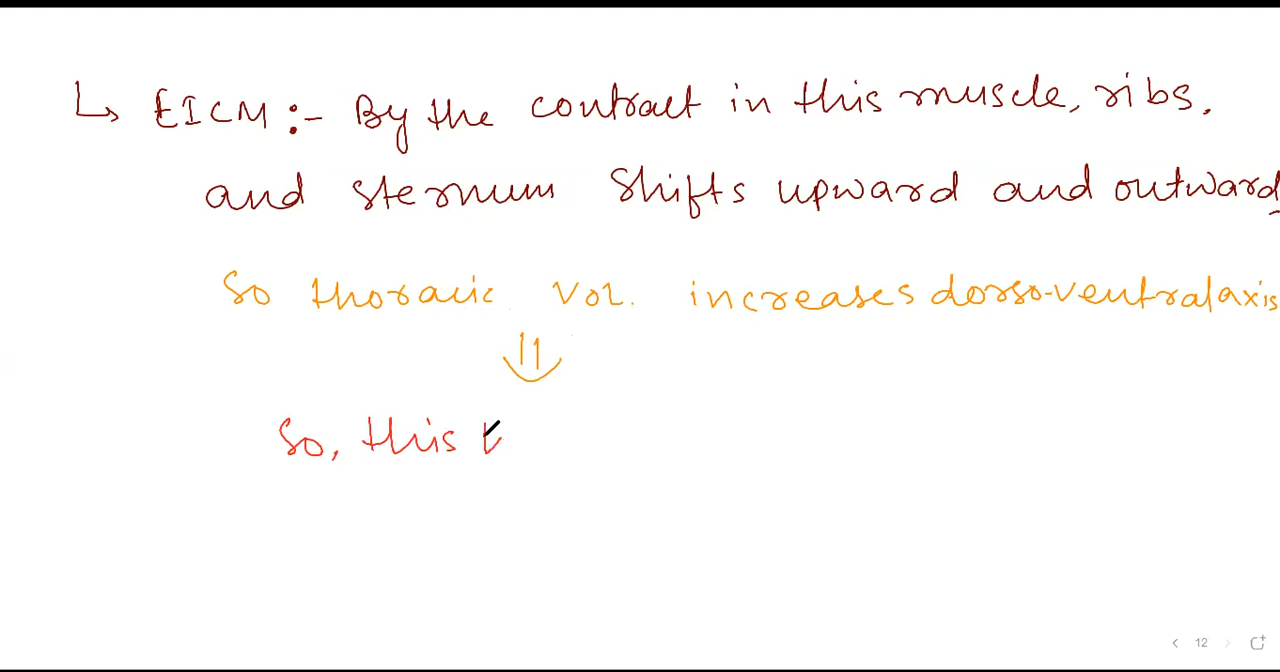 ↳ EICM :- By the contract in this muscle, ribs,
and sternum shifts upward and outward
So thoracic vol. increases dorso-ventral axis
⇓
So, this t
12